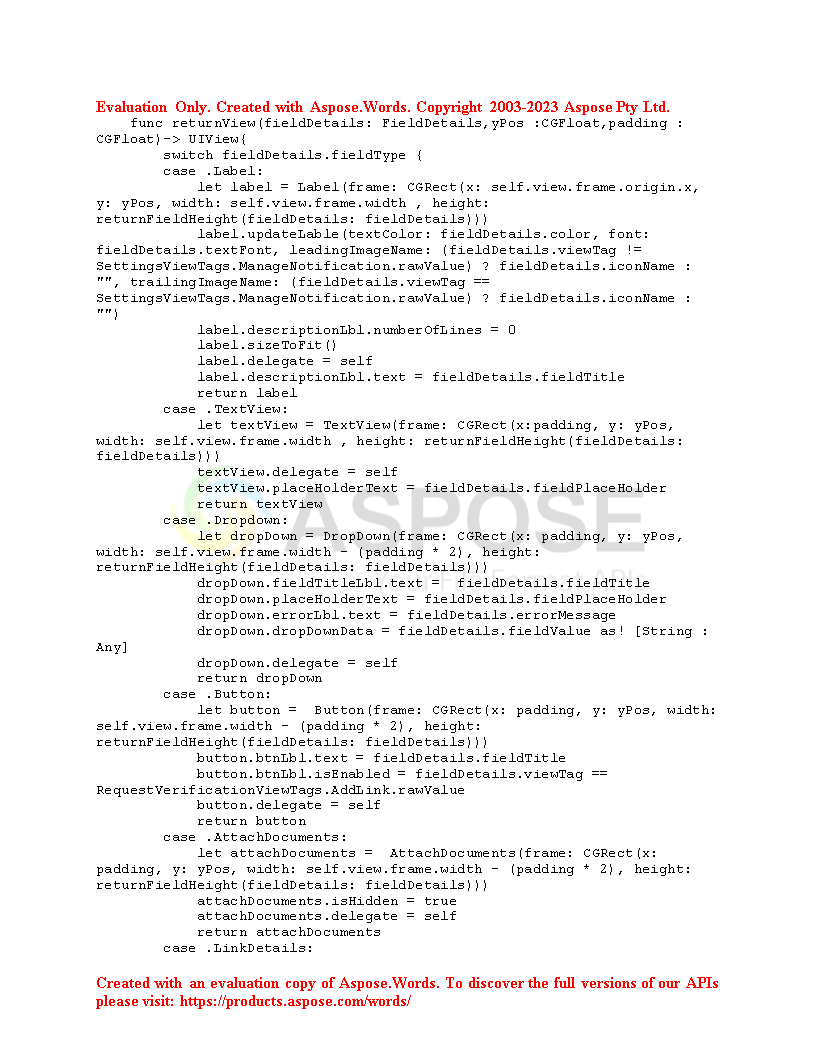 Evaluation Only. Created with Aspose.Words. Copyright 2003-2023 Aspose Pty Ltd.
func returnView(fieldDetails: FieldDetails,yPos :CGFloat,padding :
CGFloat)-> UIView{
switch fieldDetails.fieldType {
case .Label:
let label = Label(frame: CGRect(x: self.view.frame.origin.x,
y: yPos, width: self.view.frame.width , height:
returnFieldHeight(fieldDetails: fieldDetails)))
label.updateLable(textColor: fieldDetails.color, font:
fieldDetails.textFont, leadingImageName: (fieldDetails.viewTag !=
SettingsViewTags.ManageNotification.rawValue) ? fieldDetails.iconName :
"", trailingImageName: (fieldDetails.viewTag ==
SettingsViewTags.ManageNotification.rawValue) ? fieldDetails.iconName :
"")
label.descriptionLbl.numberOfLines = 0
label.sizeToFit()
label.delegate = self
label.descriptionLbl.text = fieldDetails.fieldTitle
return label
case .TextView:
let textView = TextView(frame: CGRect(x:padding, y: yPos,
width: self.view.frame.width , height: returnFieldHeight(fieldDetails:
fieldDetails)))
textView.delegate = self
textView.placeHolderText = fieldDetails.fieldPlaceHolder
return textView
case .Dropdown:
ASPOSE
let dropDown = DropDown(frame: CGRect(x: padding, y: yPos,
width: self.view.frame.width - (padding * 2), height:
returnFieldHeight(fieldDetails: fieldDetails)))
Your File Format APIs
dropDown.fieldTitleLbl.text =  fieldDetails.fieldTitle
dropDown.placeHolderText = fieldDetails.fieldPlaceHolder
dropDown.errorLbl.text = fieldDetails.errorMessage
dropDown.dropDownData = fieldDetails.fieldValue as! [String :
Any]
dropDown.delegate = self
return dropDown
case .Button:
let button =  Button(frame: CGRect(x: padding, y: yPos, width:
self.view.frame.width - (padding * 2), height:
returnFieldHeight(fieldDetails: fieldDetails)))
button.btnLbl.text = fieldDetails.fieldTitle
button.btnLbl.isEnabled = fieldDetails.viewTag ==
RequestVerificationViewTags.AddLink.rawValue
button.delegate = self
return button
case .AttachDocuments:
let attachDocuments =  AttachDocuments(frame: CGRect(x:
padding, y: yPos, width: self.view.frame.width - (padding * 2), height:
returnFieldHeight(fieldDetails: fieldDetails)))
attachDocuments.isHidden = true
attachDocuments.delegate = self
return attachDocuments
case .LinkDetails:
Created with an evaluation copy of Aspose.Words. To discover the full versions of our APIs
please visit: https://products.aspose.com/words/